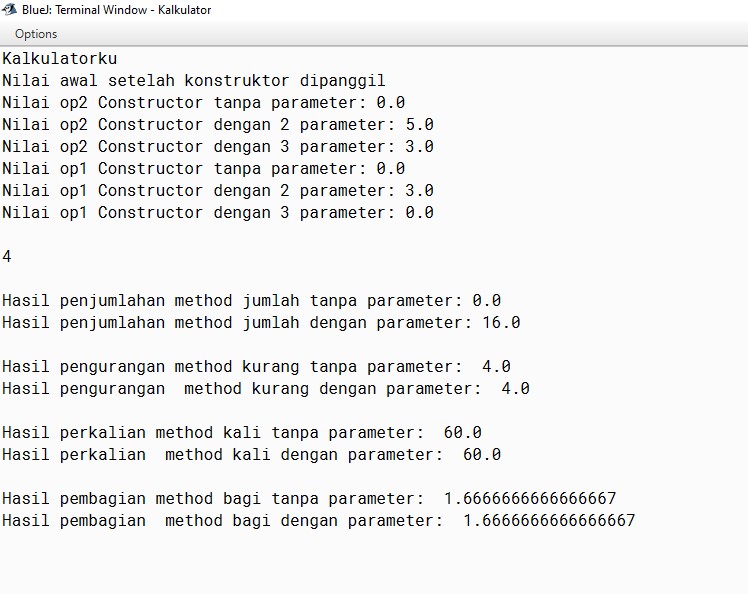 BlueJ: Terminal Window - Kalkulator
Options
Kalkulatorku
Nilai awal setelah konstruktor dipanggil
Nilai op2 Constructor tanpa parameter: 0.0
Nilai op2 Constructor dengan 2 parameter: 5.0
Nilai op2 Constructor dengan 3 parameter: 3.0
Nilai op1 Constructor tanpa parameter: 0.0
Nilai op1 Constructor dengan 2 parameter: 3.0
Nilai op1 Constructor dengan 3 parameter: 0.0
4
Hasil penjumlahan method jumlah tanpa parameter: 0.0
Hasil penjumlahan method jumlah dengan parameter: 16.0
Hasil pengurangan method kurang tanpa parameter:  4.0
Hasil pengurangan  method kurang dengan parameter:  4.0
Hasil perkalian method kali tanpa parameter:  60.0
Hasil perkalian  method kali dengan parameter:  60.0
Hasil pembagian method bagi tanpa parameter:  1.6666666666666667
Hasil pembagian  method bagi dengan parameter:  1.6666666666666667